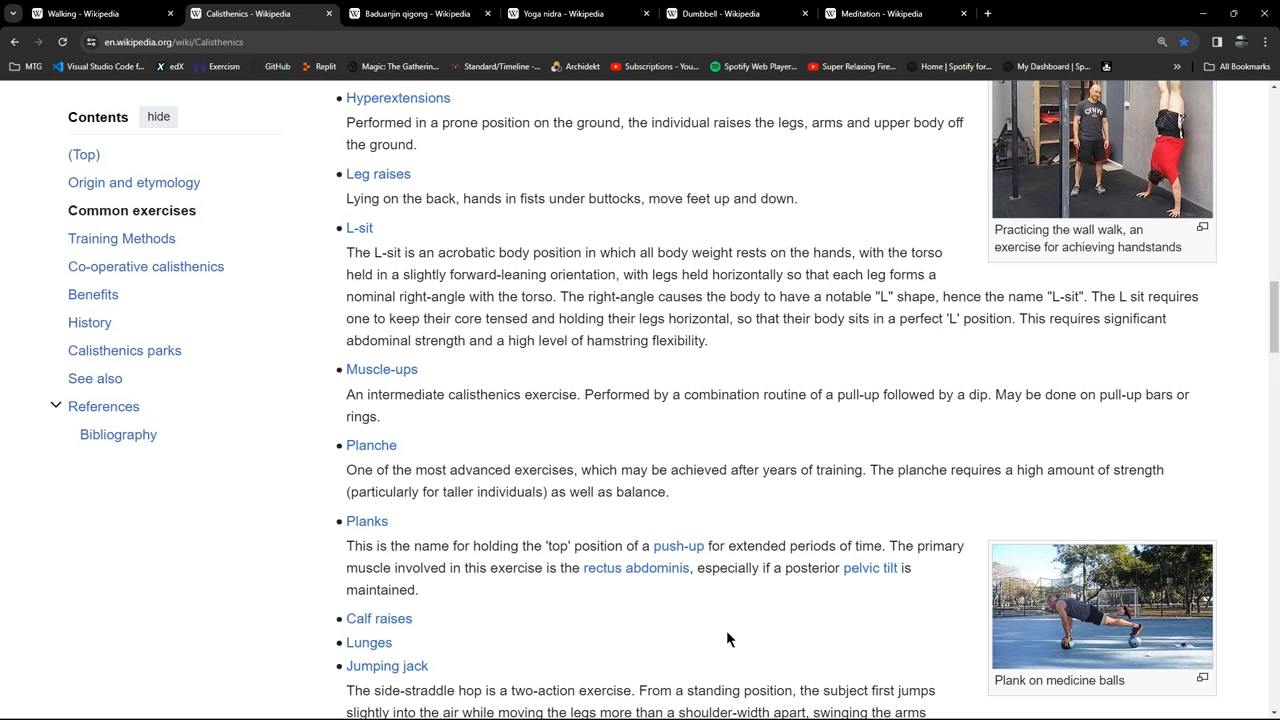 Walking - Wikipedia
Calisthenics - Wikipedia
Baduanjin qigong - Wikipedia
Yoga nidra - Wikipedia
Dumbbell - Wikipedia
Meditation - Wikipedia
en.wikipedia.org/wiki/Calisthenics
MTG
Visual Studio Code f...
edX
Exercism
GitHub
Replit
Magic: The Gatherin...
Standard/Timeline -...
Archidekt
Subscriptions - You...
Spotify Web Player...
Super Relaxing Fire...
Home | Spotify for...
My Dashboard | Sp...
All Bookmarks
Contents hide
(Top)
Origin and etymology
Common exercises
Training Methods
Co-operative calisthenics
Benefits
History
Calisthenics parks
See also
References
Bibliography
• Hyperextensions
Performed in a prone position on the ground, the individual raises the legs, arms and upper body off
the ground.
• Leg raises
Lying on the back, hands in fists under buttocks, move feet up and down.
• L-sit
The L-sit is an acrobatic body position in which all body weight rests on the hands, with the torso
held in a slightly forward-leaning orientation, with legs held horizontally so that each leg forms a
nominal right-angle with the torso. The right-angle causes the body to have a notable "L" shape, hence the name "L-sit". The L sit requires
one to keep their core tensed and holding their legs horizontal, so that their body sits in a perfect 'L' position. This requires significant
abdominal strength and a high level of hamstring flexibility.
• Muscle-ups
An intermediate calisthenics exercise. Performed by a combination routine of a pull-up followed by a dip. May be done on pull-up bars or
rings.
• Planche
One of the most advanced exercises, which may be achieved after years of training. The planche requires a high amount of strength
(particularly for taller individuals) as well as balance.
• Planks
This is the name for holding the 'top' position of a push-up for extended periods of time. The primary
muscle involved in this exercise is the rectus abdominis, especially if a posterior pelvic tilt is
maintained.
• Calf raises
• Lunges
• Jumping jack
The side-straddle hop is a two-action exercise. From a standing position, the subject first jumps
slightly into the air while moving the legs more than a shoulder-width apart, swinging the arms
Practicing the wall walk, an
exercise for achieving handstands
Plank on medicine balls